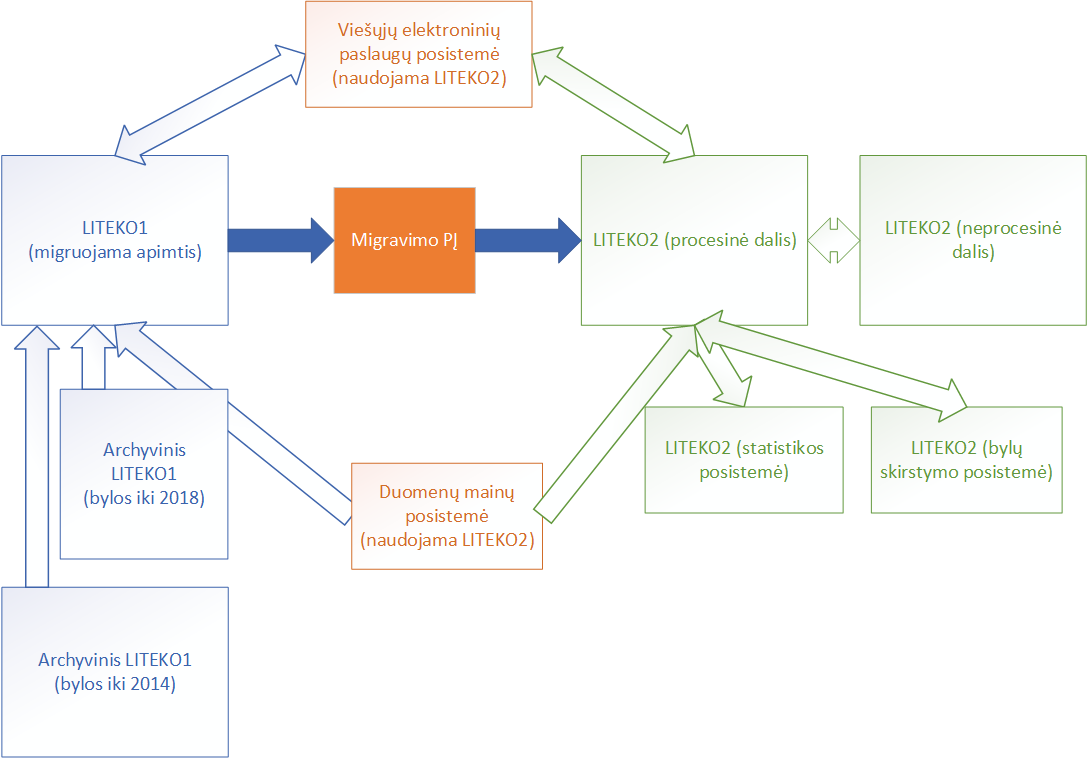 Viešųjų elektroninių
paslaugų posistemė
(naudojama LITEKO2)
LITEKO1
(migruojama apimtis)
Migravimo PĮ
LITEKO2 (procesinė dalis)
LITEKO2 (neprocesinė
dalis)
Archyvinis
LITEKO1
(bylos iki 2018)
Duomenų mainų
posistemė
(naudojama LITEKO2)
LITEKO2 (statistikos
posistemė)
LITEKO2 (bylų
skirstymo posistemė)
Archyvinis LITEKO1
(bylos iki 2014)